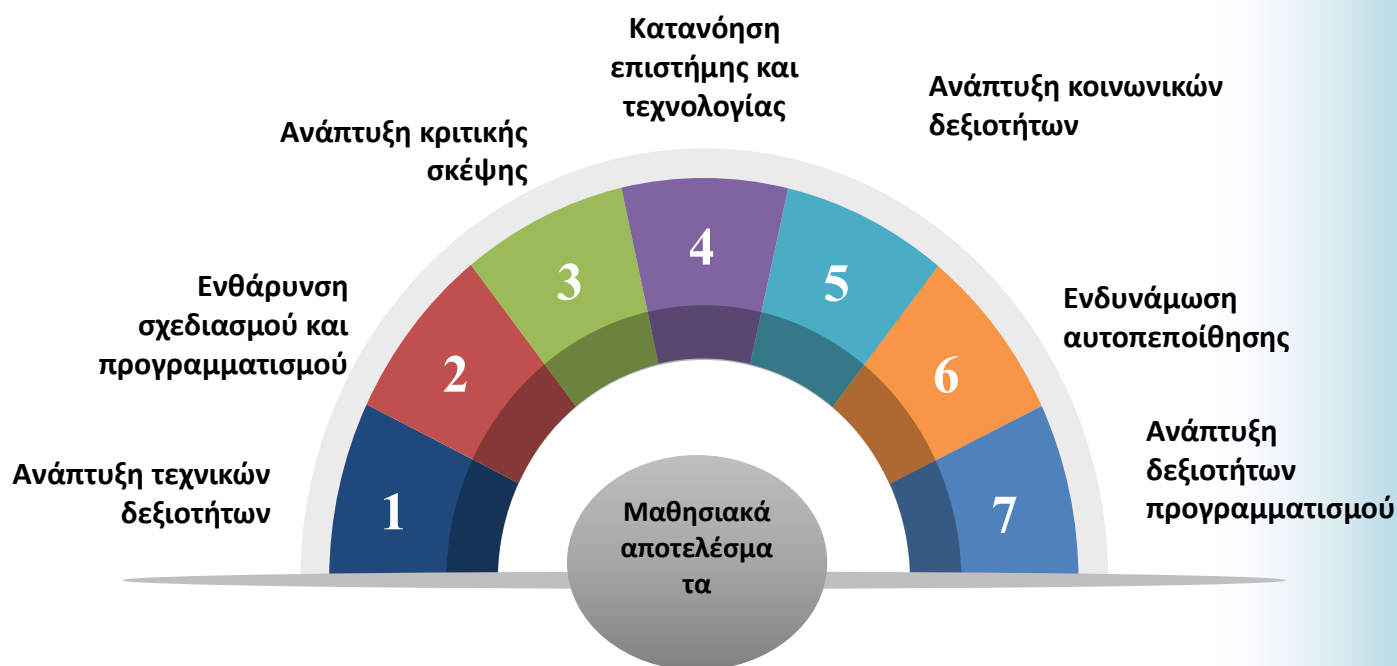 Ανάπτυξη τεχνικών
δεξιοτήτων
1
Ενθάρυνση
σχεδιασμού και
προγραμματισμού
2
Ανάπτυξη κριτικής
σκέψης
3
Κατανόηση
επιστήμης και
τεχνολογίας
4
Ανάπτυξη κοινωνικών
δεξιοτήτων
5
Ενδυνάμωση
αυτοπεποίθησης
6
Ανάπτυξη
δεξιοτήτων
προγραμματισμού
7
Μαθησιακά
αποτελέσμα
τα